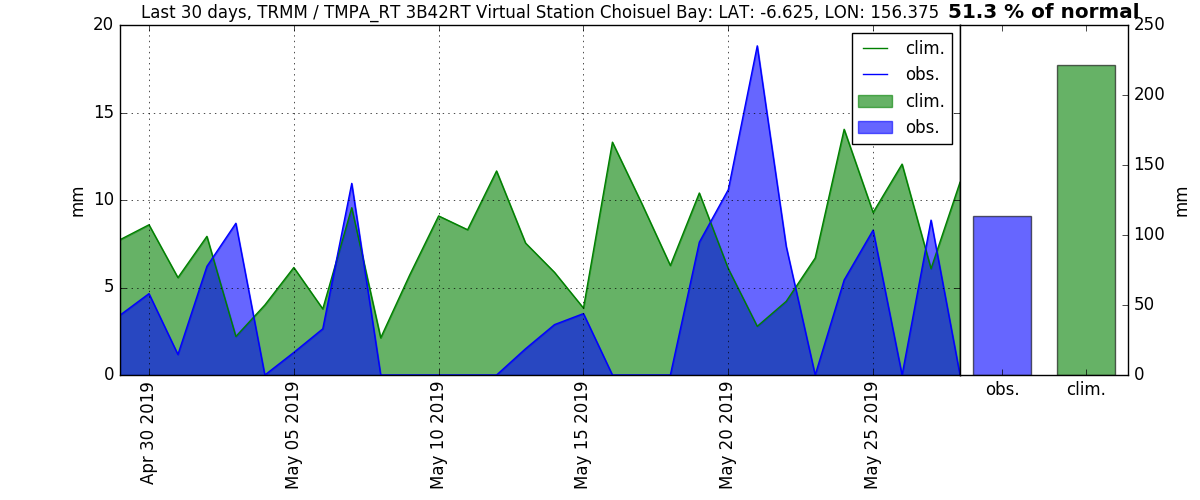 Last 30 days, TRMM / TMPA_RT 3B42RT Virtual Station Choisuel Bay: LAT: -6.625, LON: 156.375 51.3 % of normal
20
15
10
5
0
mm
clim.
obs.
clim.
obs.
Apr 30 2019
May 05 2019
May 10 2019
May 15 2019
May 20 2019
May 25 2019
250
200
150
100
50
0
mm
obs.
clim.